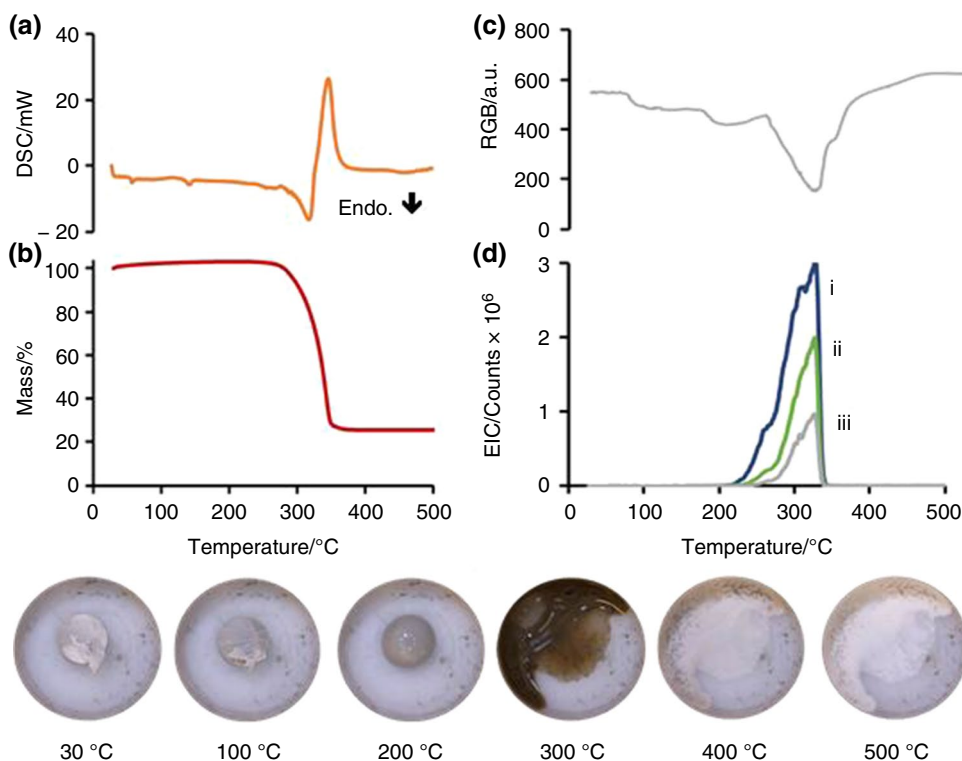 (a)
40
20
0
– 20
DSC/mW
Endo.
(b)
100
80
60
40
20
0
Mass/%
0 100 200 300 400 500
Temperature/°C
(c)
800
600
400
200
0
RGB/a.u.
(d)
3
2
1
0
EIC/Counts × 10⁶
i
ii
iii
0 100 200 300 400 500
Temperature/°C
30 °C 100 °C 200 °C 300 °C 400 °C 500 °C